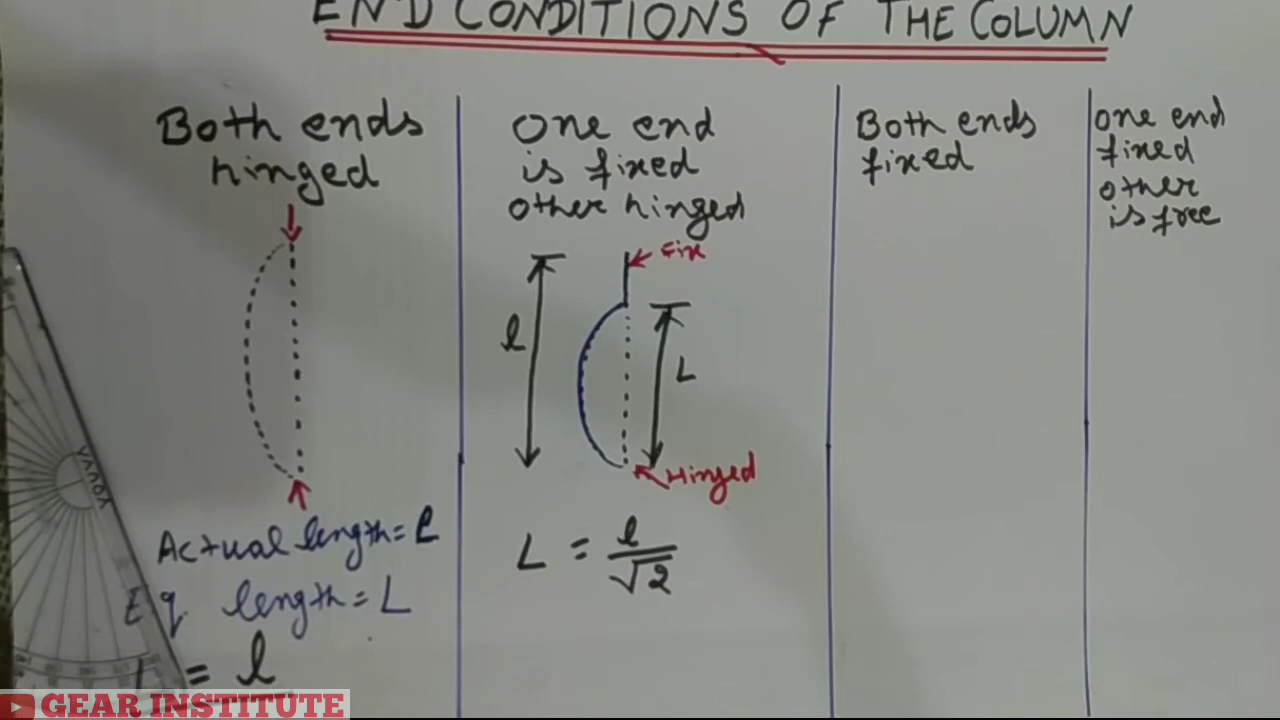 END CONDITIONS OF THE COLUMN
Both ends
hinged
Actual length = l
Eq. length = L
L = l
One end
is fixed
other hinged
Fix
l
L
Hinged
L = l/√2
Both ends
fixed
One end
fixed
other
is free
YOUVA
GEAR INSTITUTE